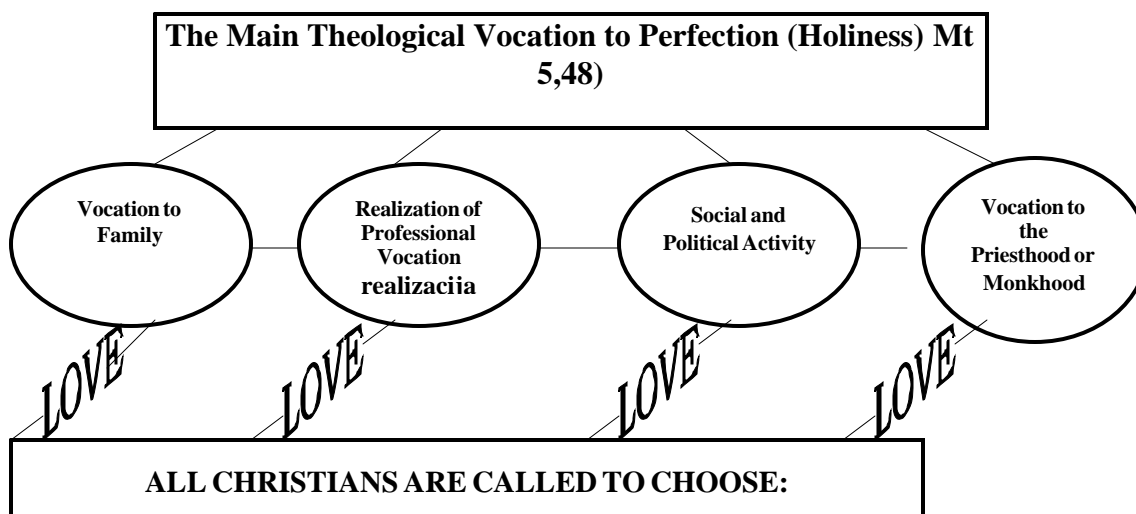 The Main Theological Vocation to Perfection (Holiness) Mt
5,48)
Vocation to
Family
Realization of
Professional
Vocation
realizaciia
Social and
Political Activity
Vocation to
the
Priesthood or
Monkhood
LOVE
LOVE
LOVE
LOVE
ALL CHRISTIANS ARE CALLED TO CHOOSE: